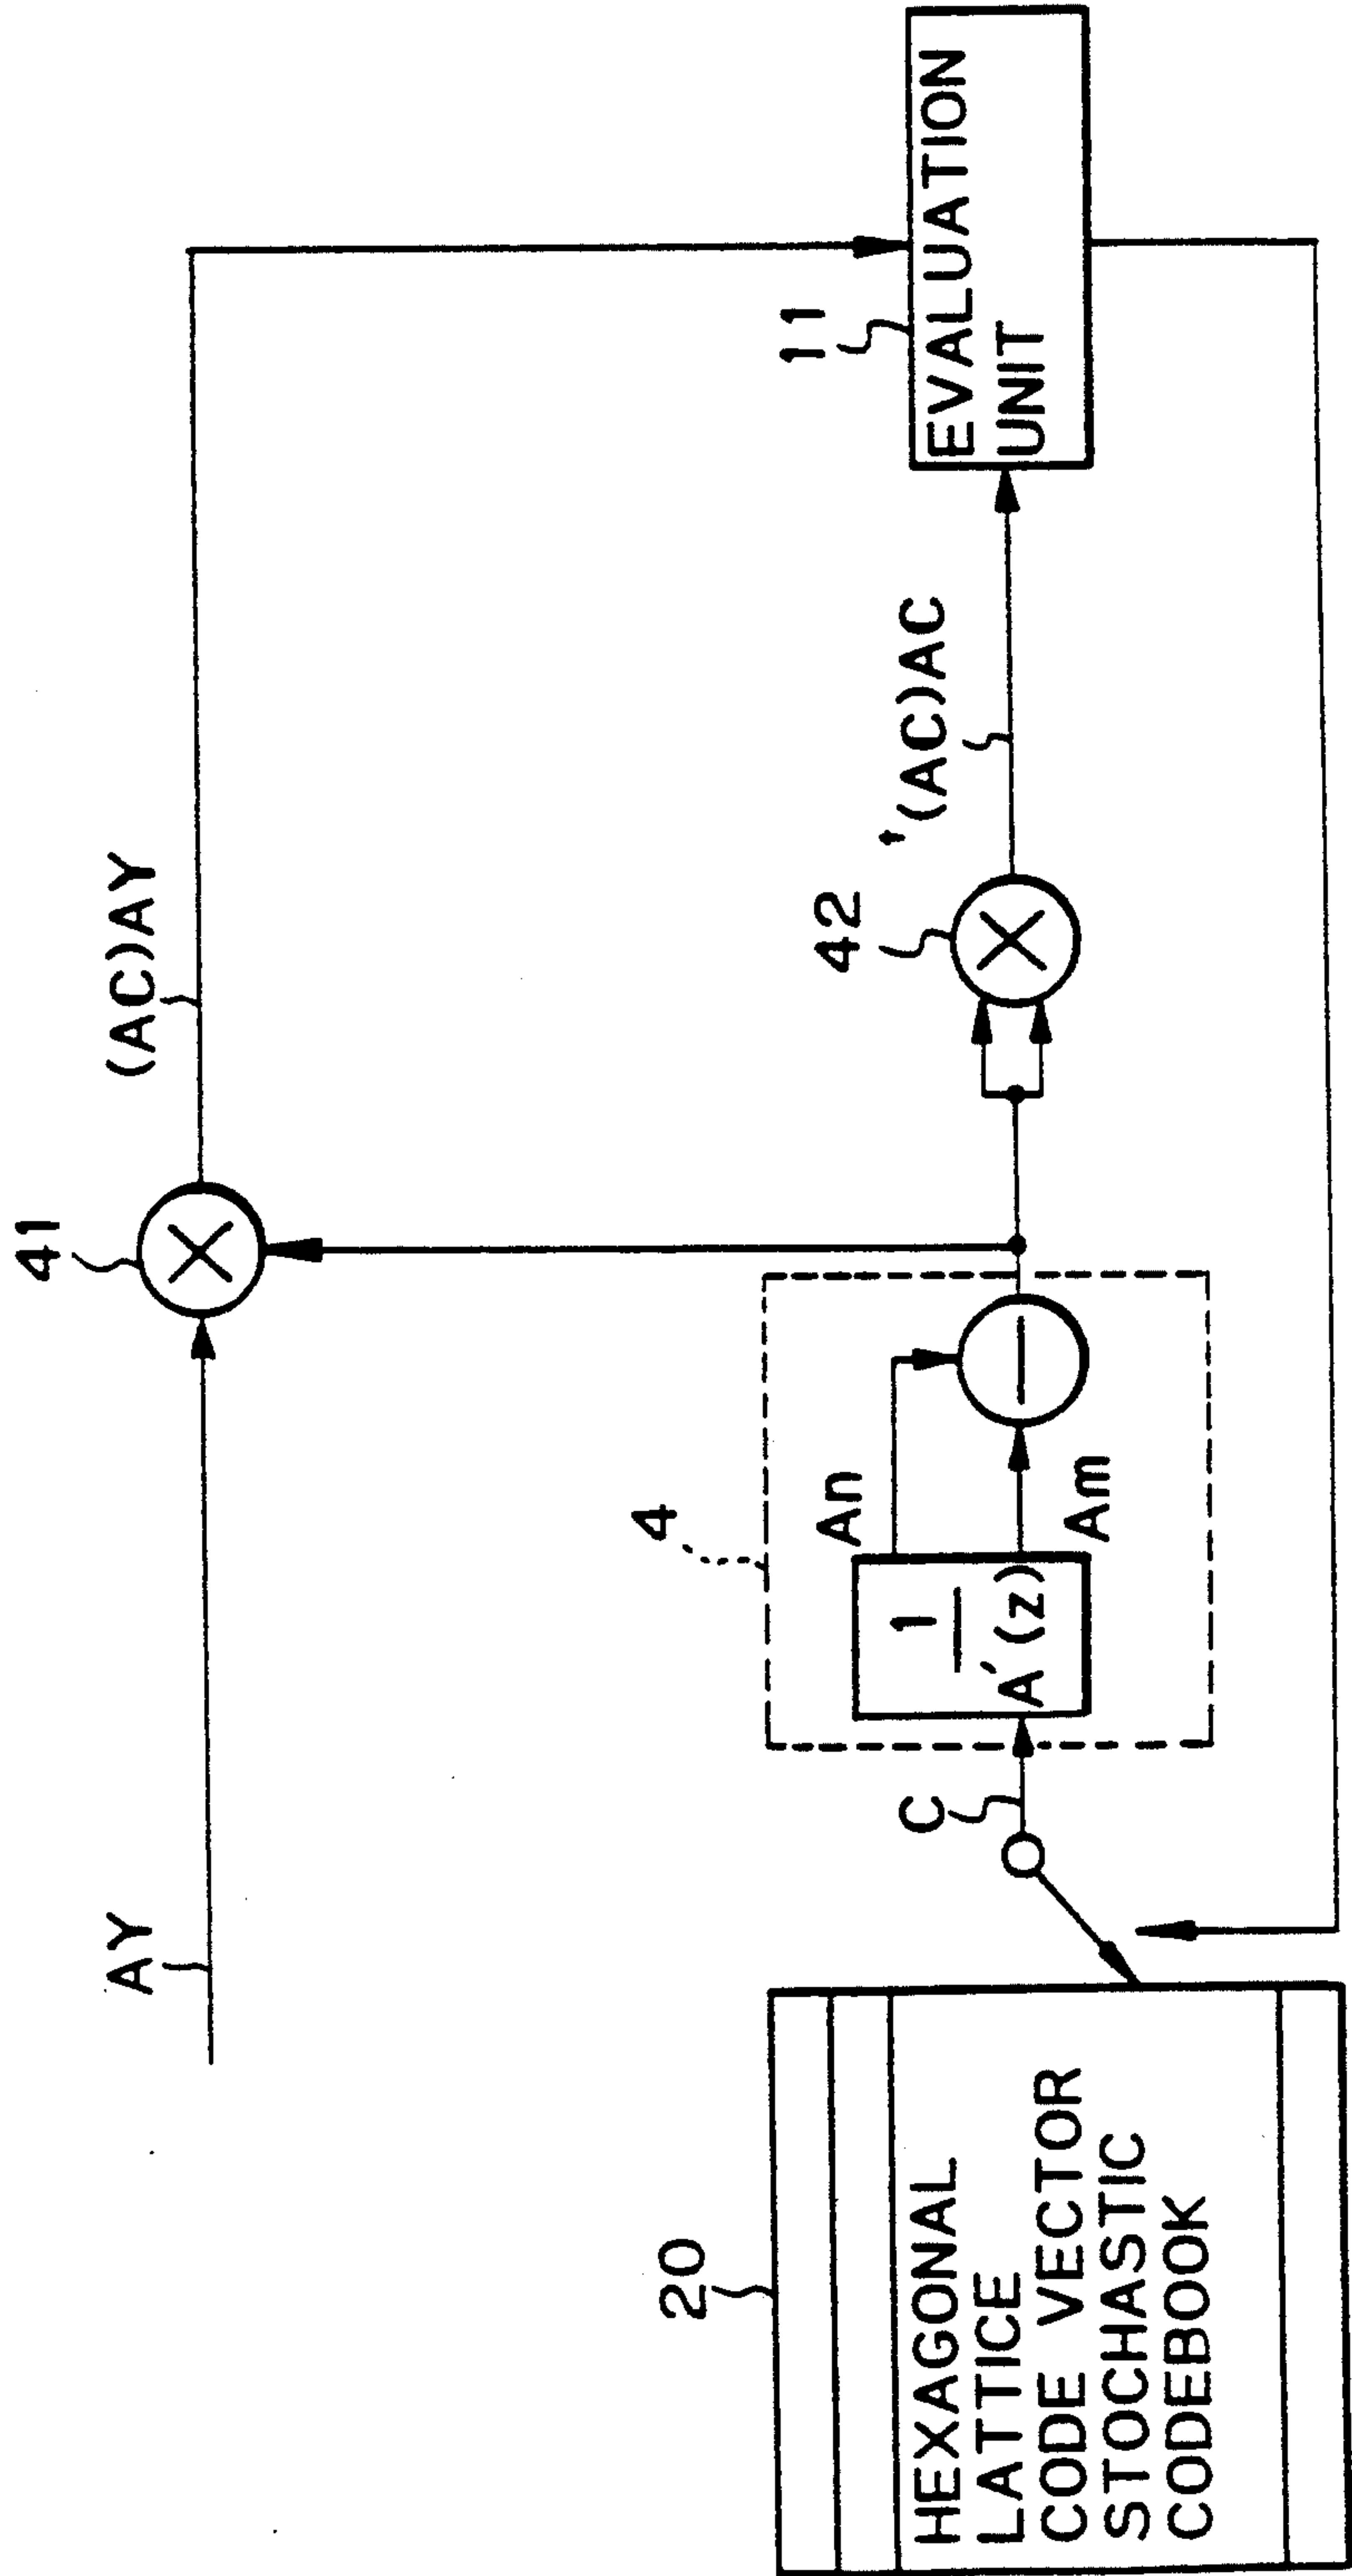 AY
41
(AC)AY
20
HEXAGONAL
LATTICE
CODE VECTOR
STOCHASTIC
CODEBOOK
C
4
1
A′(z)
An
Am
42
t(AC)AC
11
EVALUATION
UNIT